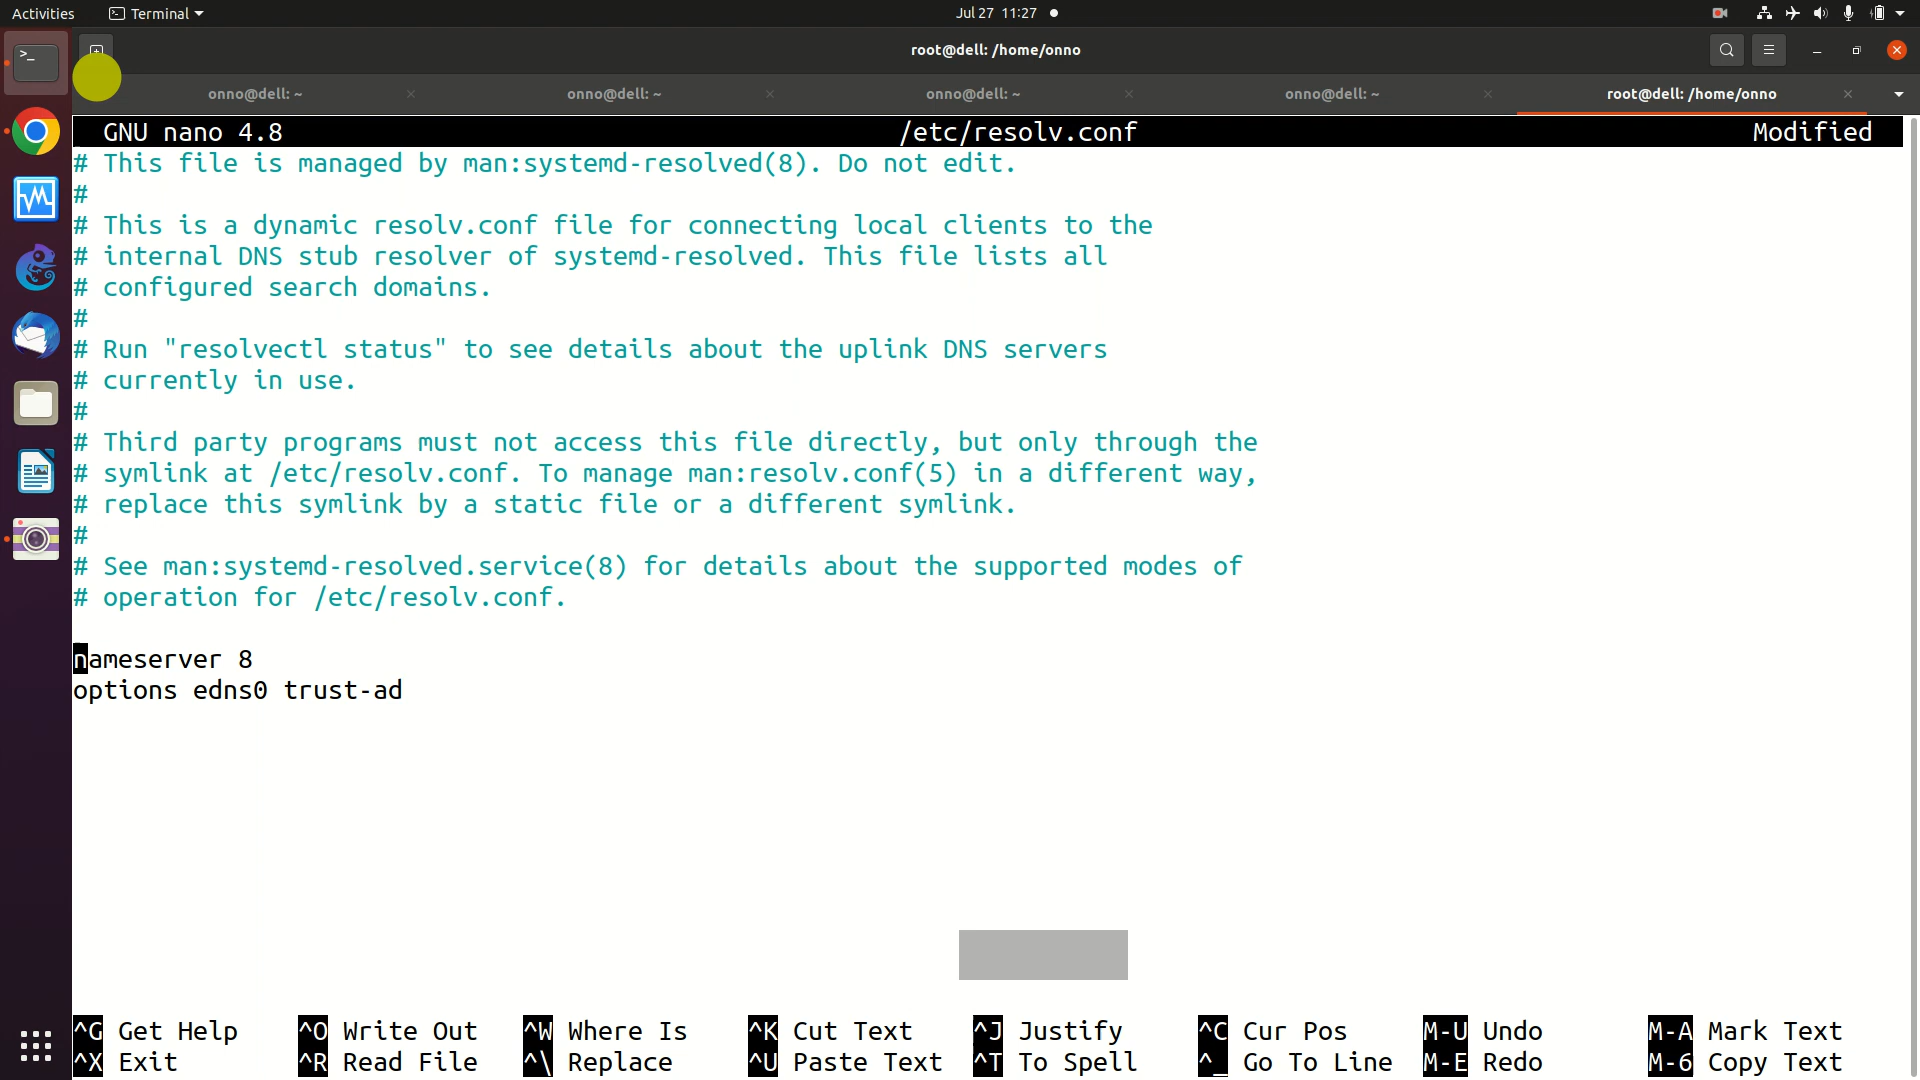 Activities Terminal Jul 27 11:27
root@dell: /home/onno
onno@dell: ~ onno@dell: ~ onno@dell: ~ onno@dell: ~ root@dell: /home/onno
GNU nano 4.8 /etc/resolv.conf Modified
# This file is managed by man:systemd-resolved(8). Do not edit.
#
# This is a dynamic resolv.conf file for connecting local clients to the
# internal DNS stub resolver of systemd-resolved. This file lists all
# configured search domains.
#
# Run "resolvectl status" to see details about the uplink DNS servers
# currently in use.
#
# Third party programs must not access this file directly, but only through the
# symlink at /etc/resolv.conf. To manage man:resolv.conf(5) in a different way,
# replace this symlink by a static file or a different symlink.
#
# See man:systemd-resolved.service(8) for details about the supported modes of
# operation for /etc/resolv.conf.
nameserver 8
options edns0 trust-ad
^G Get Help ^O Write Out ^W Where Is ^K Cut Text ^J Justify ^C Cur Pos M-U Undo M-A Mark Text
^X Exit ^R Read File ^\ Replace ^U Paste Text ^T To Spell ^_ Go To Line M-E Redo M-6 Copy Text